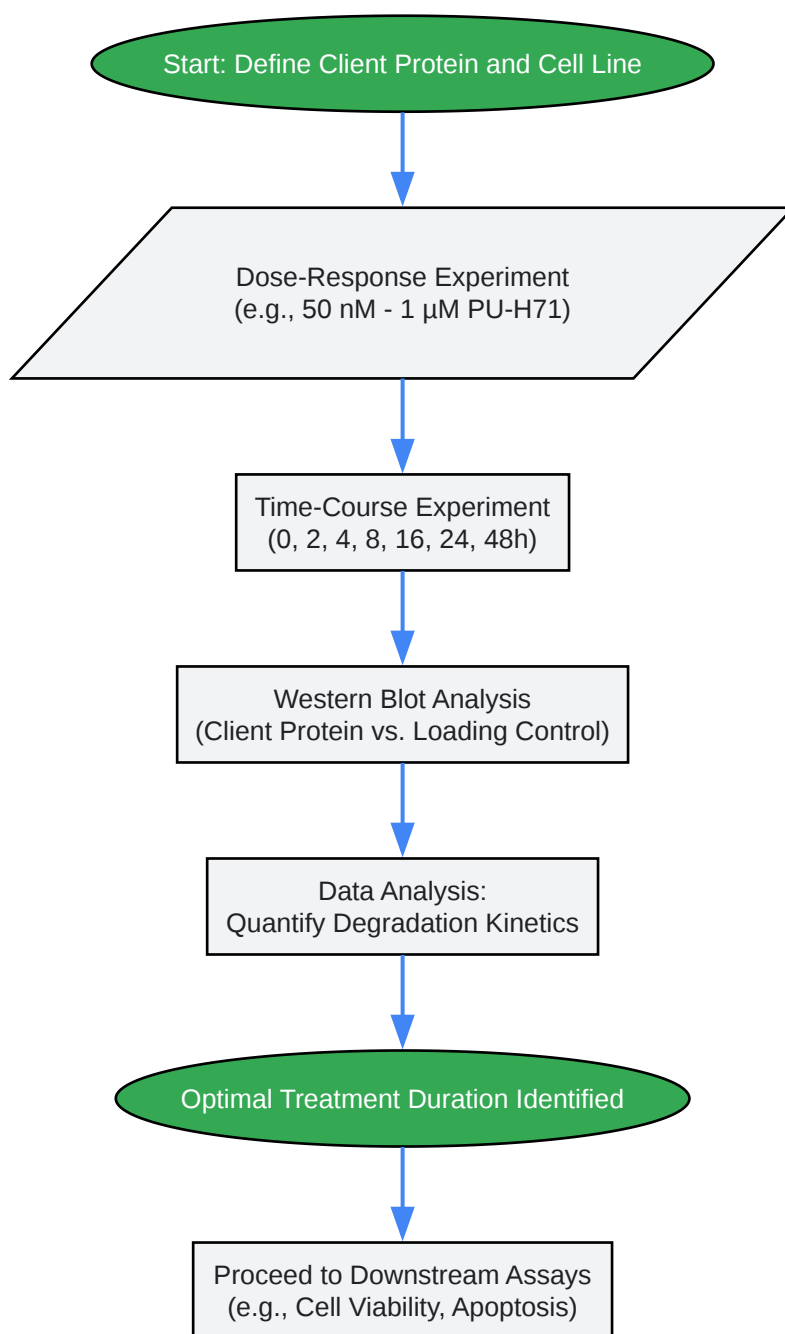 Start: Define Client Protein and Cell Line
Dose-Response Experiment
(e.g., 50 nM - 1 µM PU-H71)
Time-Course Experiment
(0, 2, 4, 8, 16, 24, 48h)
Western Blot Analysis
(Client Protein vs. Loading Control)
Data Analysis:
Quantify Degradation Kinetics
Optimal Treatment Duration Identified
Proceed to Downstream Assays
(e.g., Cell Viability, Apoptosis)